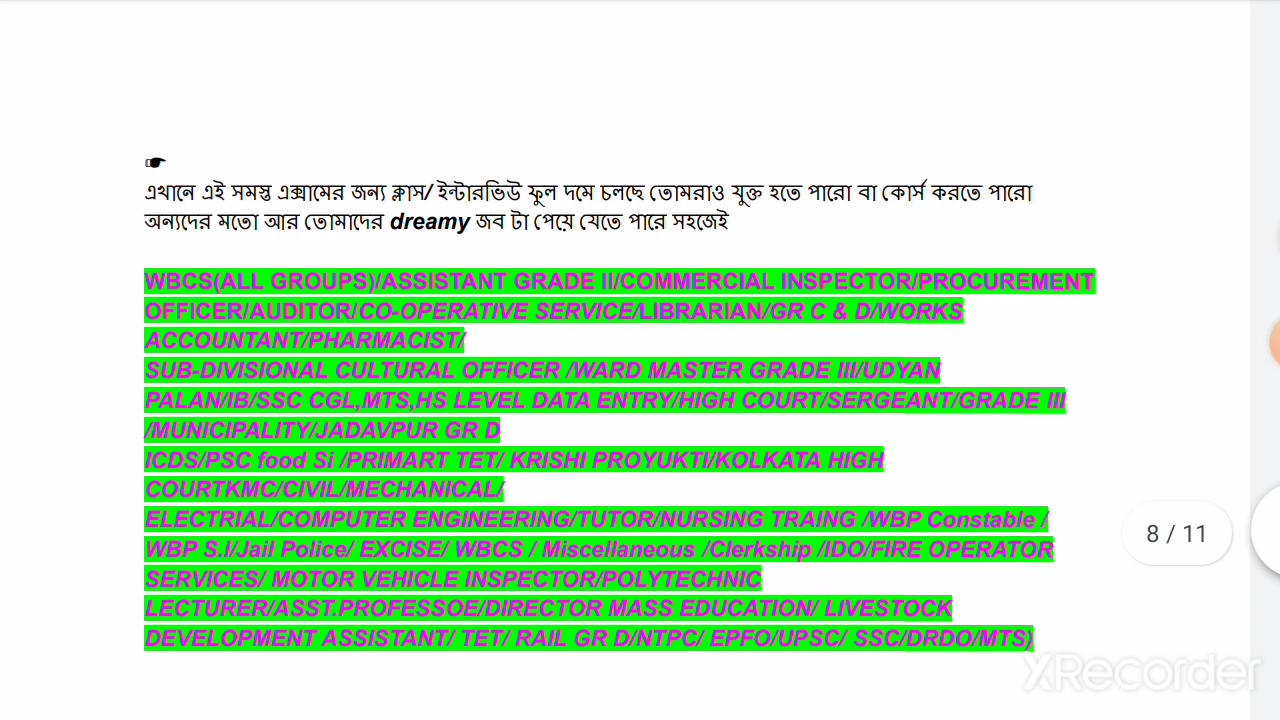 ☛
এখানে এই সমস্ত এক্সামের জন্য ক্লাস/ ইন্টারভিউ ফুল দমে চলছে তোমরাও যুক্ত হতে পারো বা কোর্স করতে পারো
অন্যদের মতো আর তোমাদের dreamy জব টা পেয়ে যেতে পারে সহজেই
WBCS(ALL GROUPS)/ASSISTANT GRADE II/COMMERCIAL INSPECTOR/PROCUREMENT
OFFICER/AUDITOR/CO-OPERATIVE SERVICE/LIBRARIAN/GR C & D/WORKS
ACCOUNTANT/PHARMACIST/
SUB-DIVISIONAL CULTURAL OFFICER /WARD MASTER GRADE III/UDYAN
PALAN/IB/SSC CGL,MTS,HS LEVEL DATA ENTRY/HIGH COURT/SERGEANT/GRADE III
/MUNICIPALITY/JADAVPUR GR D
ICDS/PSC food Si /PRIMART TET/ KRISHI PROYUKTI/KOLKATA HIGH
COURTKMC/CIVIL/MECHANICAL/
ELECTRIAL/COMPUTER ENGINEERING/TUTOR/NURSING TRAING /WBP Constable /
WBP S.I/Jail Police/ EXCISE/ WBCS / Miscellaneous /Clerkship /IDO/FIRE OPERATOR
SERVICES/ MOTOR VEHICLE INSPECTOR/POLYTECHNIC
LECTURER/ASST.PROFESSOE/DIRECTOR MASS EDUCATION/ LIVESTOCK
DEVELOPMENT ASSISTANT/ TET/ RAIL GR D/NTPC/ EPFO/UPSC/ SSC/DRDO/MTS)
8 / 11
XRecorder